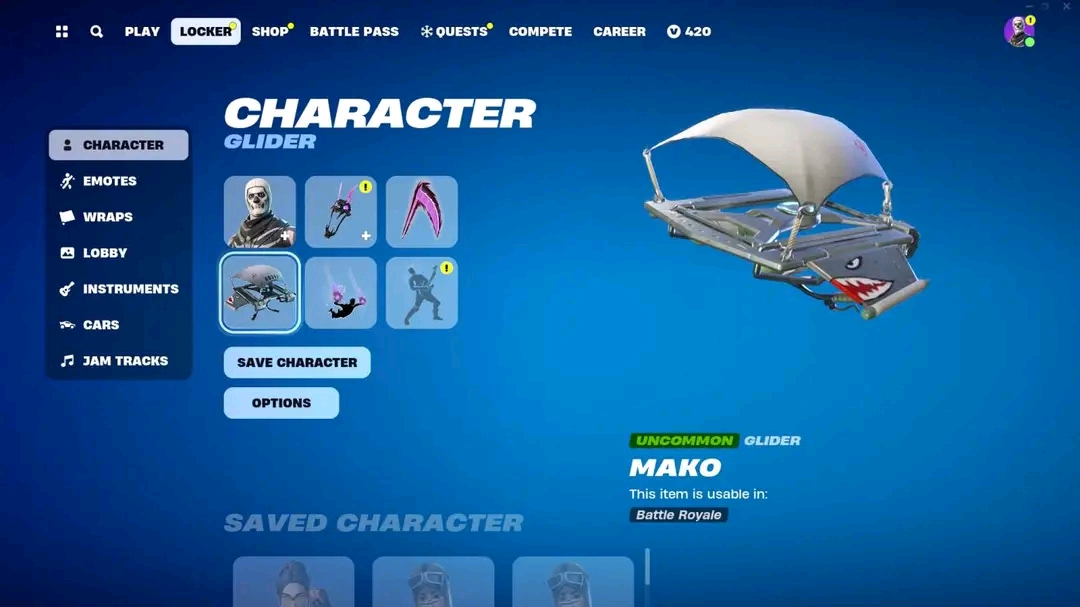 PLAY LOCKER SHOP BATTLE PASS QUESTS COMPETE CAREER V 420
CHARACTER
GLIDER
CHARACTER
EMOTES
WRAPS
LOBBY
INSTRUMENTS
CARS
JAM TRACKS
SAVE CHARACTER
OPTIONS
UNCOMMON GLIDER
MAKO
This item is usable in:
Battle Royale
SAVED CHARACTER